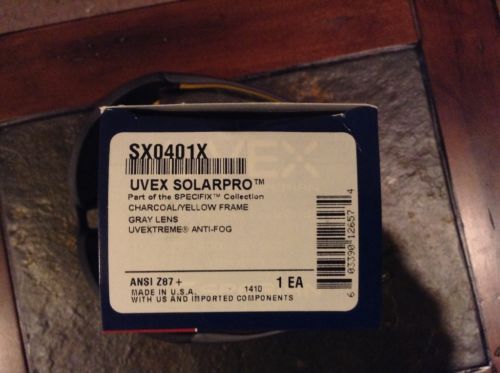 SX0401X
UVEX SOLARPRO™
Part of the SPECIFIX™ Collection
CHARCOAL/YELLOW FRAME
GRAY LENS
UVEXTREME® ANTI-FOG
ANSI Z87+
MADE IN U.S.A.
1410
1 EA
WITH US AND IMPORTED COMPONENTS
6 03390 12657 4